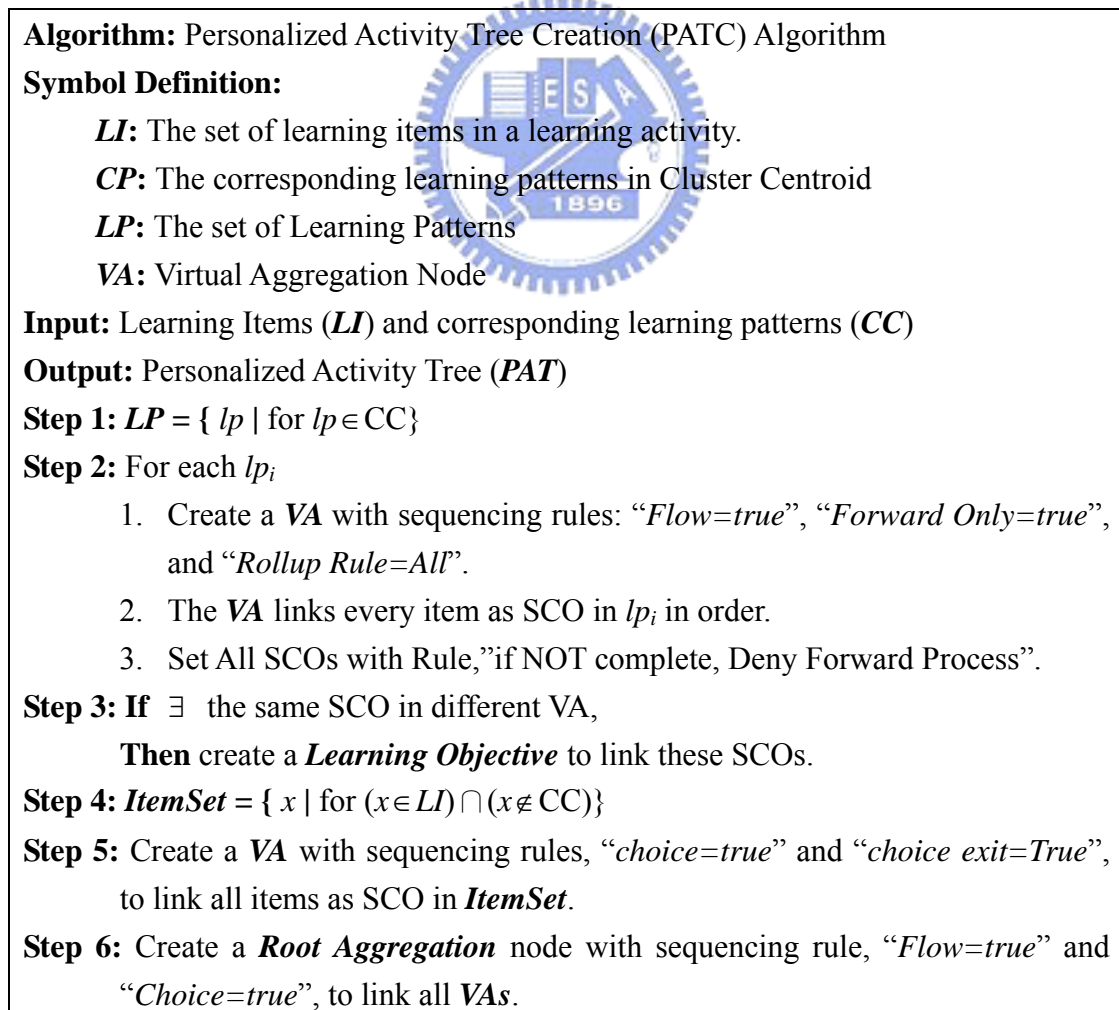 Algorithm: Personalized Activity Tree Creation (PATC) Algorithm
Symbol Definition:
LI: The set of learning items in a learning activity.
CP: The corresponding learning patterns in Cluster Centroid
LP: The set of Learning Patterns
VA: Virtual Aggregation Node
E S A
1896
Input: Learning Items (LI) and corresponding learning patterns (CC)
Output: Personalized Activity Tree (PAT)
Step 1: LP = { lp | for lp∈CC}
Step 2: For each lpi
1. Create a VA with sequencing rules: “Flow=true”, “Forward Only=true”,
and “Rollup Rule=All”.
2. The VA links every item as SCO in lpi in order.
3. Set All SCOs with Rule,”if NOT complete, Deny Forward Process”.
Step 3: If ∃ the same SCO in different VA,
Then create a Learning Objective to link these SCOs.
Step 4: ItemSet = { x | for (x∈LI)∩(x∉CC)}
Step 5: Create a VA with sequencing rules, “choice=true” and “choice exit=True”,
to link all items as SCO in ItemSet.
Step 6: Create a Root Aggregation node with sequencing rule, “Flow=true” and
“Choice=true”, to link all VAs.